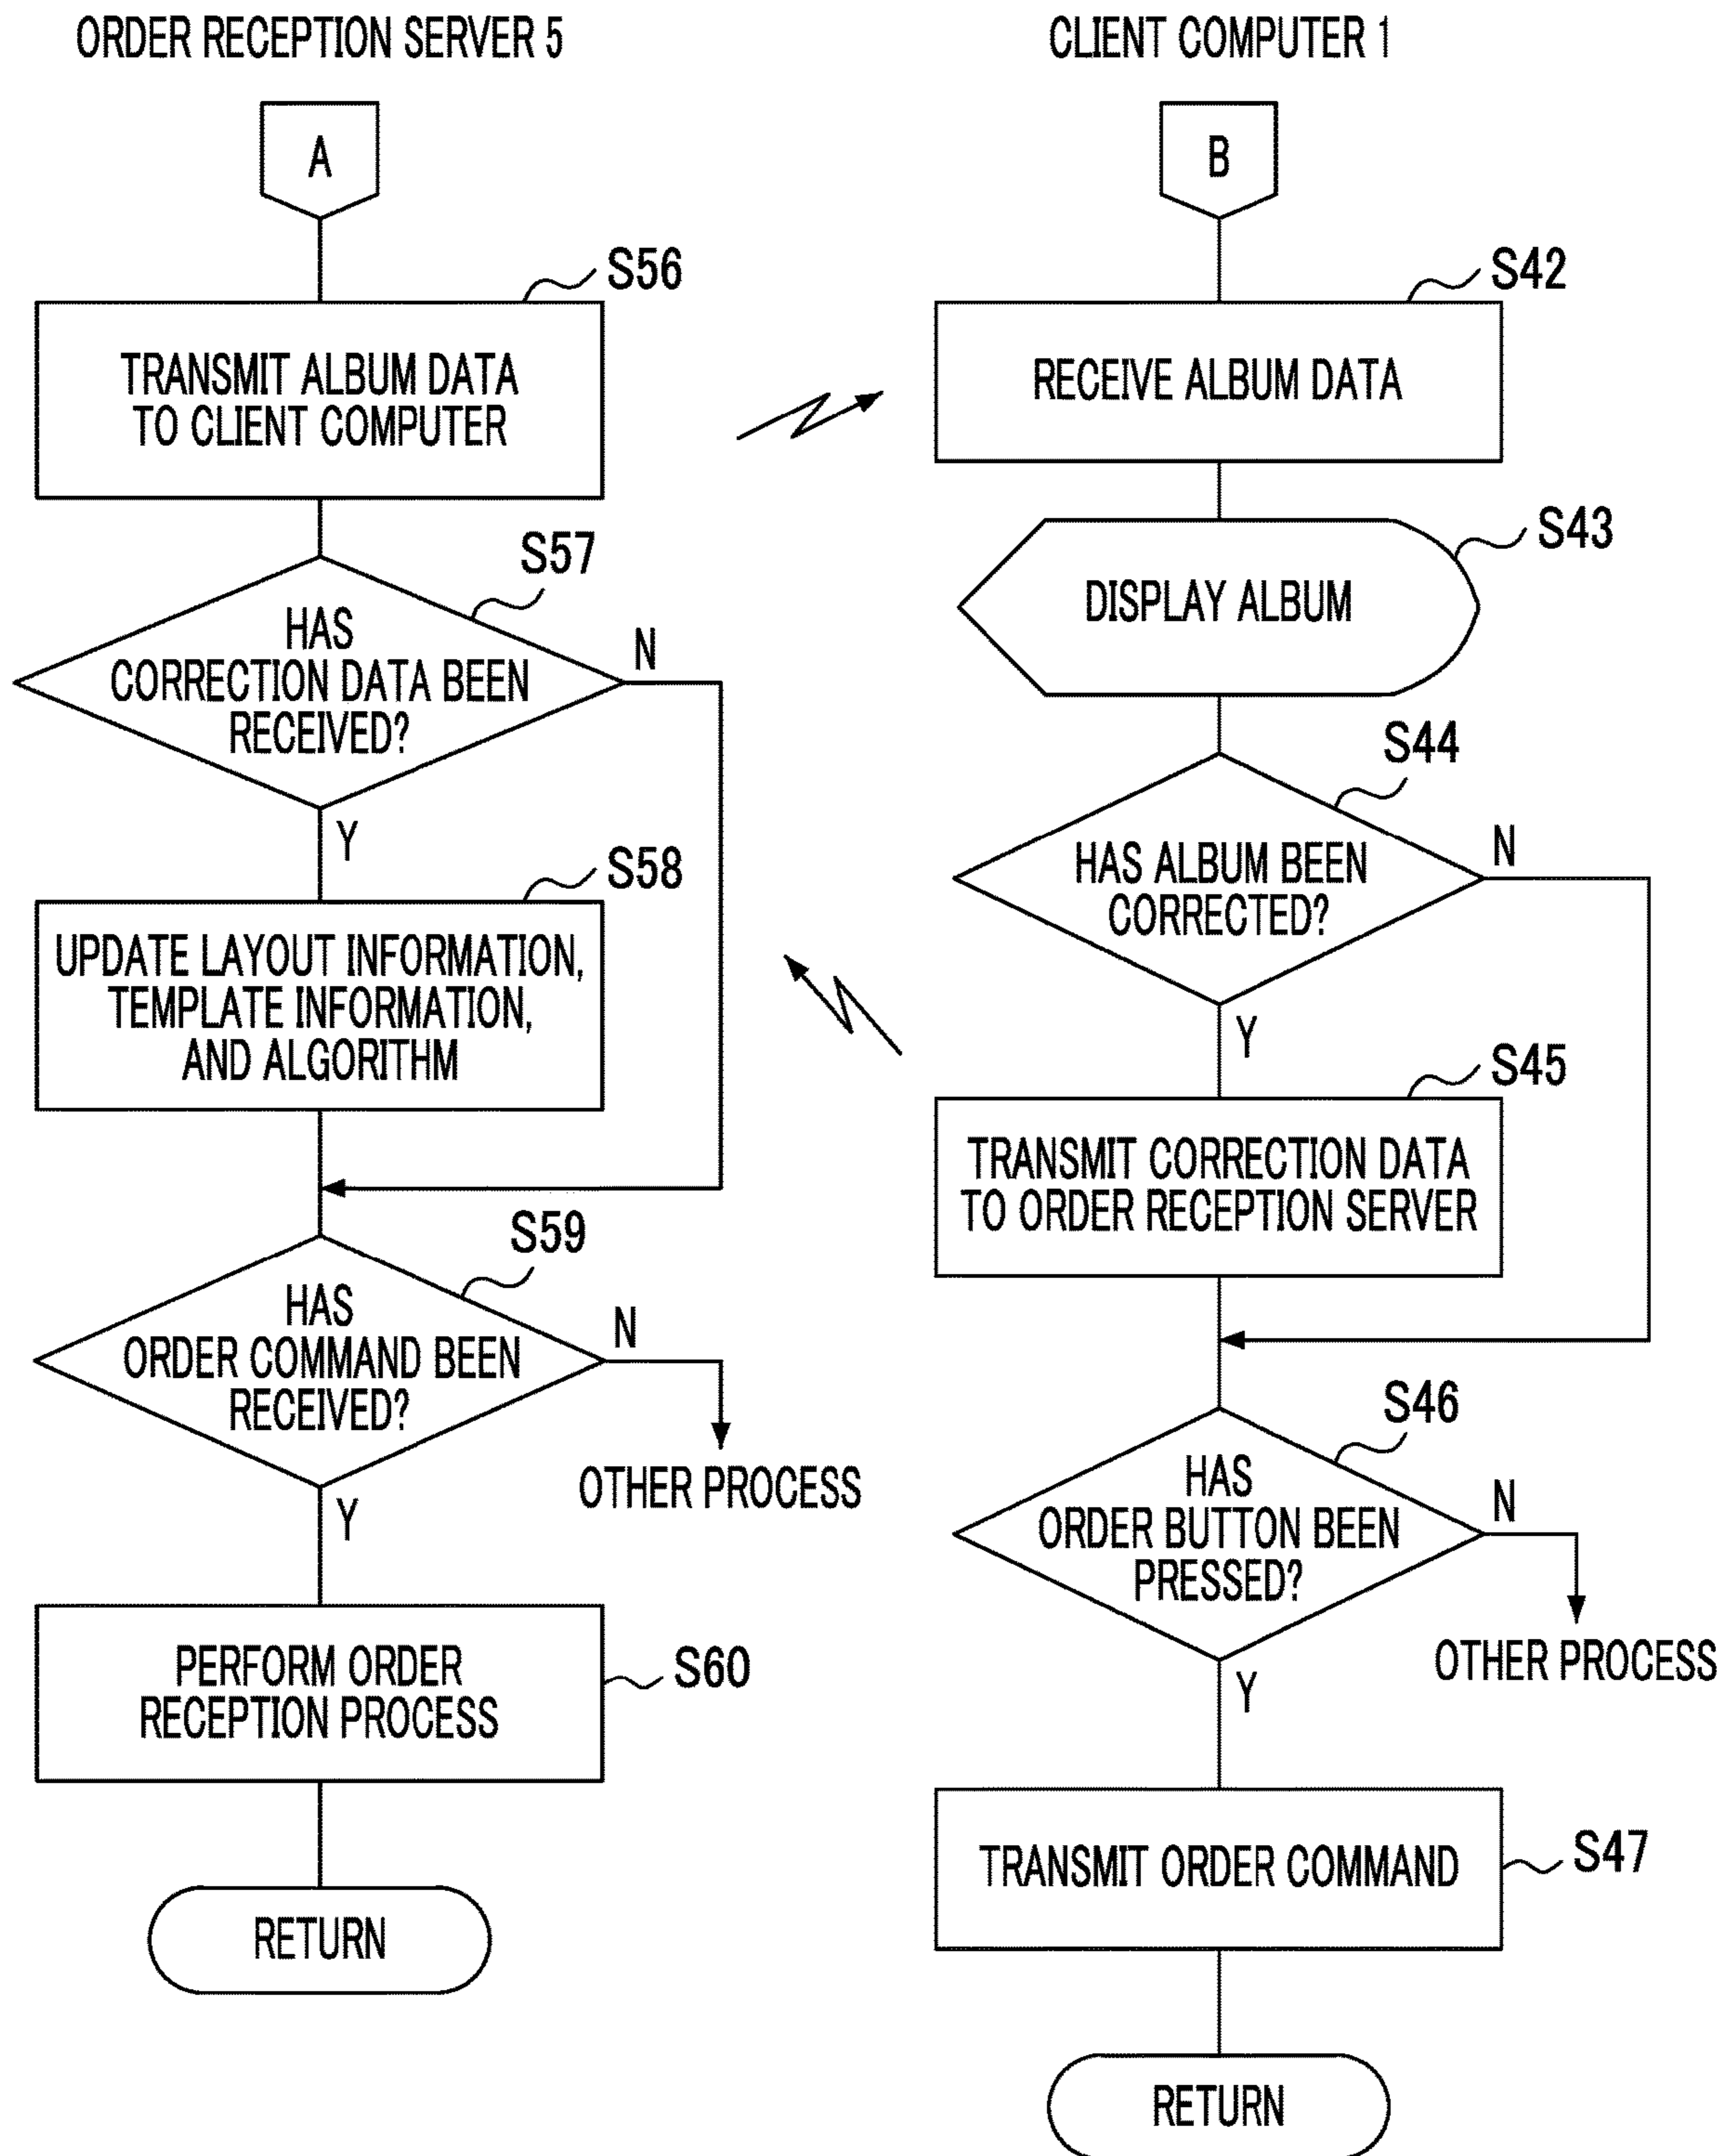 ORDER RECEPTION SERVER 5
A
S56
TRANSMIT ALBUM DATA
TO CLIENT COMPUTER
S57
HAS
CORRECTION DATA BEEN
RECEIVED?
N
Y
S58
UPDATE LAYOUT INFORMATION,
TEMPLATE INFORMATION,
AND ALGORITHM
S59
HAS
ORDER COMMAND BEEN
RECEIVED?
N
OTHER PROCESS
Y
PERFORM ORDER
RECEPTION PROCESS
S60
RETURN
CLIENT COMPUTER 1
B
S42
RECEIVE ALBUM DATA
S43
DISPLAY ALBUM
S44
HAS ALBUM BEEN
CORRECTED?
N
Y
S45
TRANSMIT CORRECTION DATA
TO ORDER RECEPTION SERVER
S46
HAS
ORDER BUTTON BEEN
PRESSED?
N
OTHER PROCESS
Y
TRANSMIT ORDER COMMAND
S47
RETURN